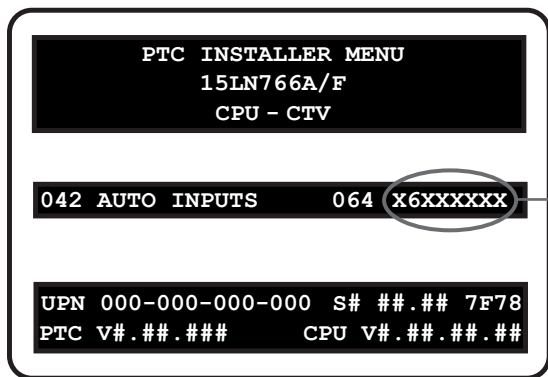 PTC INSTALLER MENU
15LN766A/F
CPU - CTV
042 AUTO INPUTS 064 X6XXXXXX
UPN 000-000-000-000 S# ##.## 7F78
PTC V#.##.### CPU V#.##.##.##